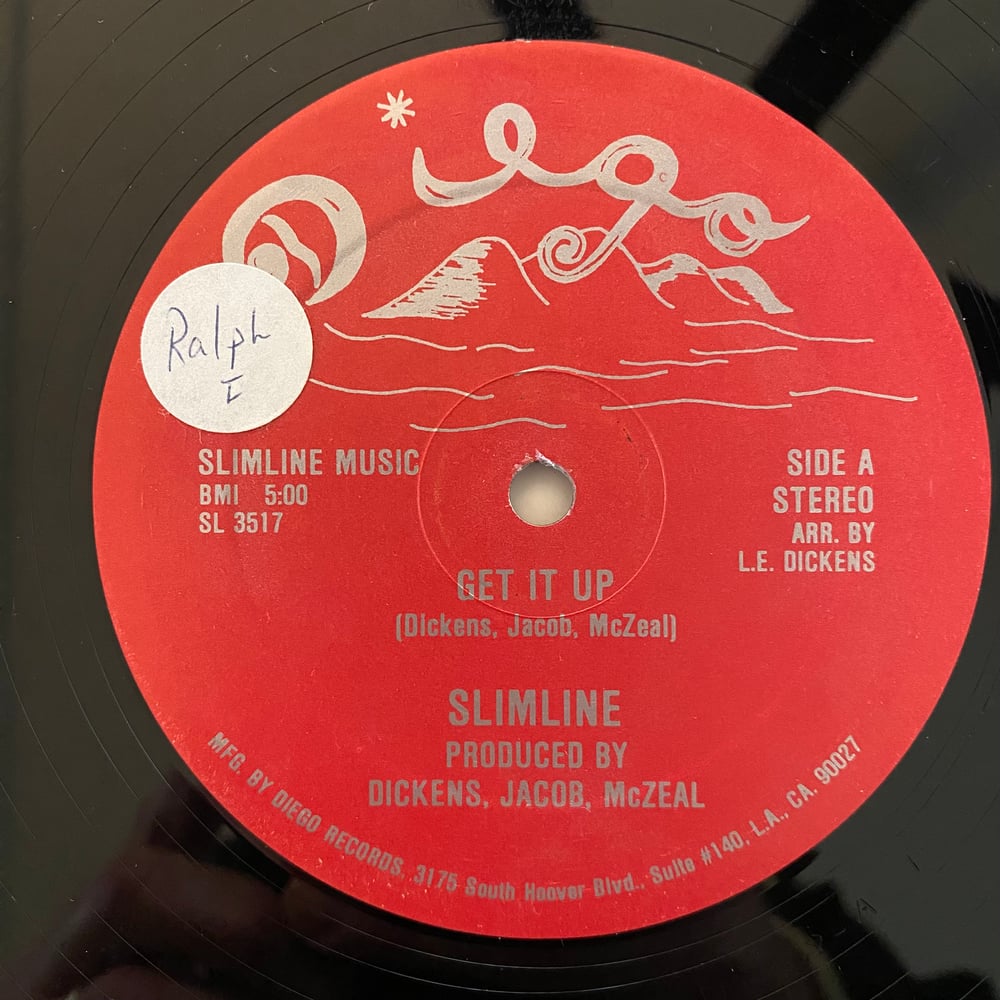 Diego
©
Ralph
I
SLIMLINE MUSIC
BMI 5:00
SL 3517
SIDE A
STEREO
ARR. BY
L.E. DICKENS
GET IT UP
(Dickens, Jacob, McZeal)
SLIMLINE
PRODUCED BY
DICKENS, JACOB, McZEAL
MFG. BY DIEGO RECORDS, 3175 South Hoover Blvd., Suite #140, L.A., CA. 90027